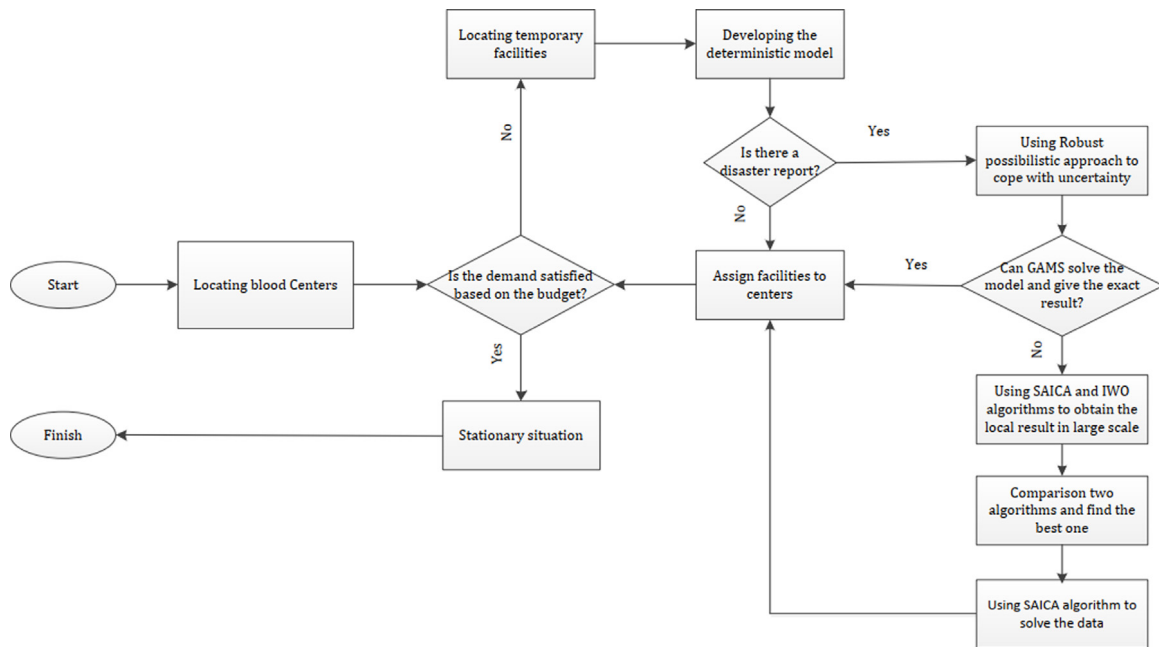 Locating temporary
facilities
Developing the
deterministic model
No
Yes
Is there a
disaster report?
Using Robust
possibilistic approach to
cope with uncertainty
No
Start
Locating blood Centers
Is the demand satisfied
based on the budget?
Assign facilities to
centers
Yes
Can GAMS solve the
model and give the exact
result?
Yes
No
Finish
Stationary situation
Using SAICA and IWO
algorithms to obtain the
local result in large scale
Comparison two
algorithms and find the
best one
Using SAICA algorithm to
solve the data